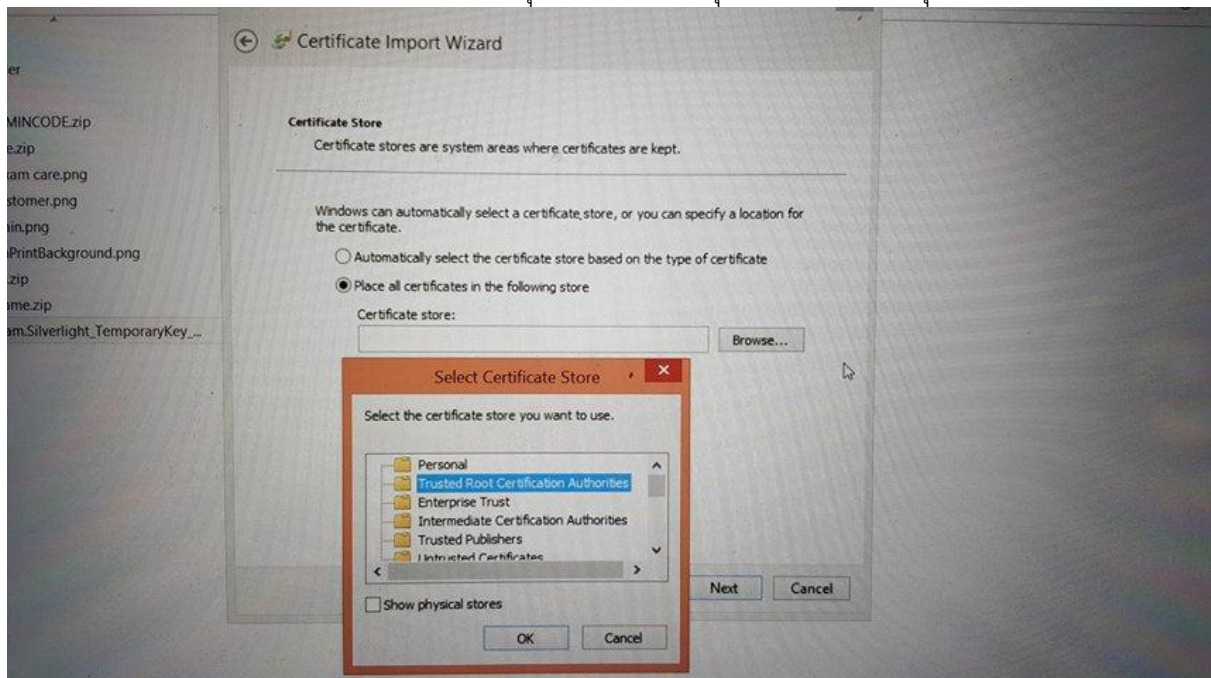 er
MINCODE.zip
e.zip
am care.png
stomer.png
in.png
PrintBackground.png
.zip
me.zip
am.Silverlight_TemporaryKey_...
Certificate Import Wizard
Certificate Store
Certificate stores are system areas where certificates are kept.
Windows can automatically select a certificate store, or you can specify a location for
the certificate.
Automatically select the certificate store based on the type of certificate
Place all certificates in the following store
Certificate store:
Browse...
Select Certificate Store
Select the certificate store you want to use.
Personal
Trusted Root Certification Authorities
Enterprise Trust
Intermediate Certification Authorities
Trusted Publishers
Untrusted Certificates
Show physical stores
OK Cancel
Next Cancel